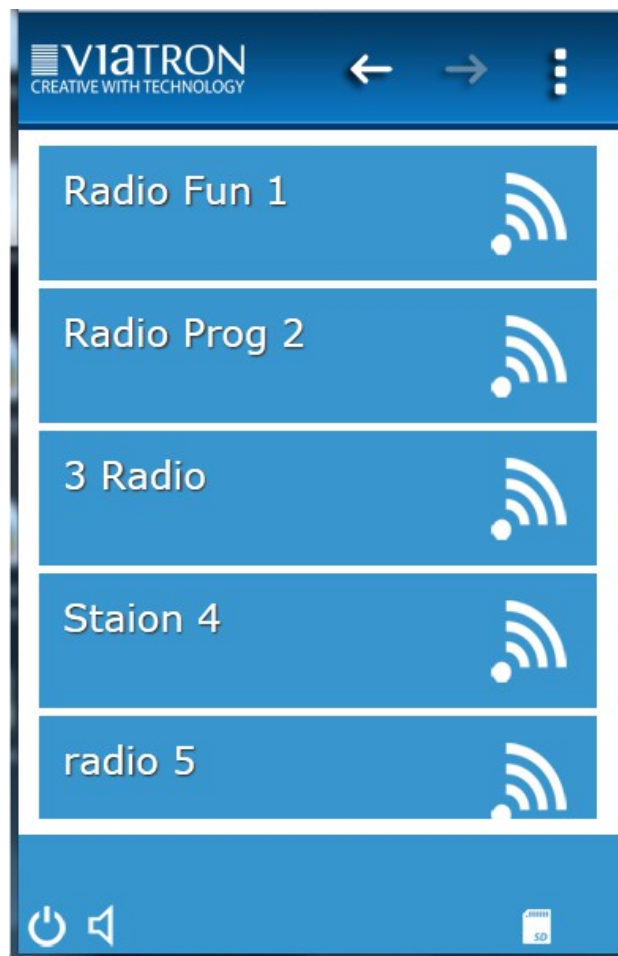 VIATRON
CREATIVE WITH TECHNOLOGY
Radio Fun 1
Radio Prog 2
3 Radio
Staion 4
radio 5
SD